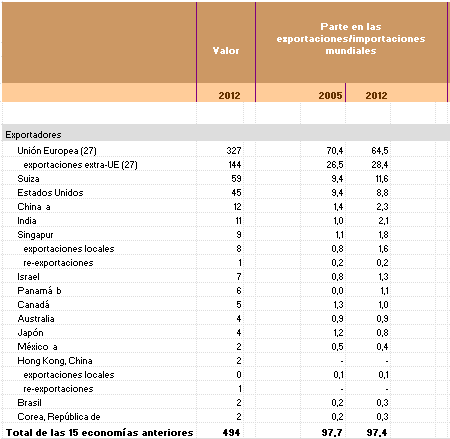 Valor
Parte en las
exportaciones/importaciones
mundiales
2012 2005 2012
Exportadores
Unión Europea (27) 327 70,4 64,5
exportaciones extra-UE (27) 144 26,5 28,4
Suiza 59 9,4 11,6
Estados Unidos 45 9,4 8,8
China a 12 1,4 2,3
India 11 1,0 2,1
Singapur 9 1,1 1,8
exportaciones locales 8 0,8 1,6
re-exportaciones 1 0,2 0,2
Israel 7 0,8 1,3
Panamá b 6 0,0 1,1
Canadá 5 1,3 1,0
Australia 4 0,9 0,9
Japón 4 1,2 0,8
México a 2 0,5 0,4
Hong Kong, China 2 - -
exportaciones locales 0 0,1 0,1
re-exportaciones 1 - -
Brasil 2 0,2 0,3
Corea, República de 2 0,2 0,3
Total de las 15 economías anteriores 494 97,7 97,4